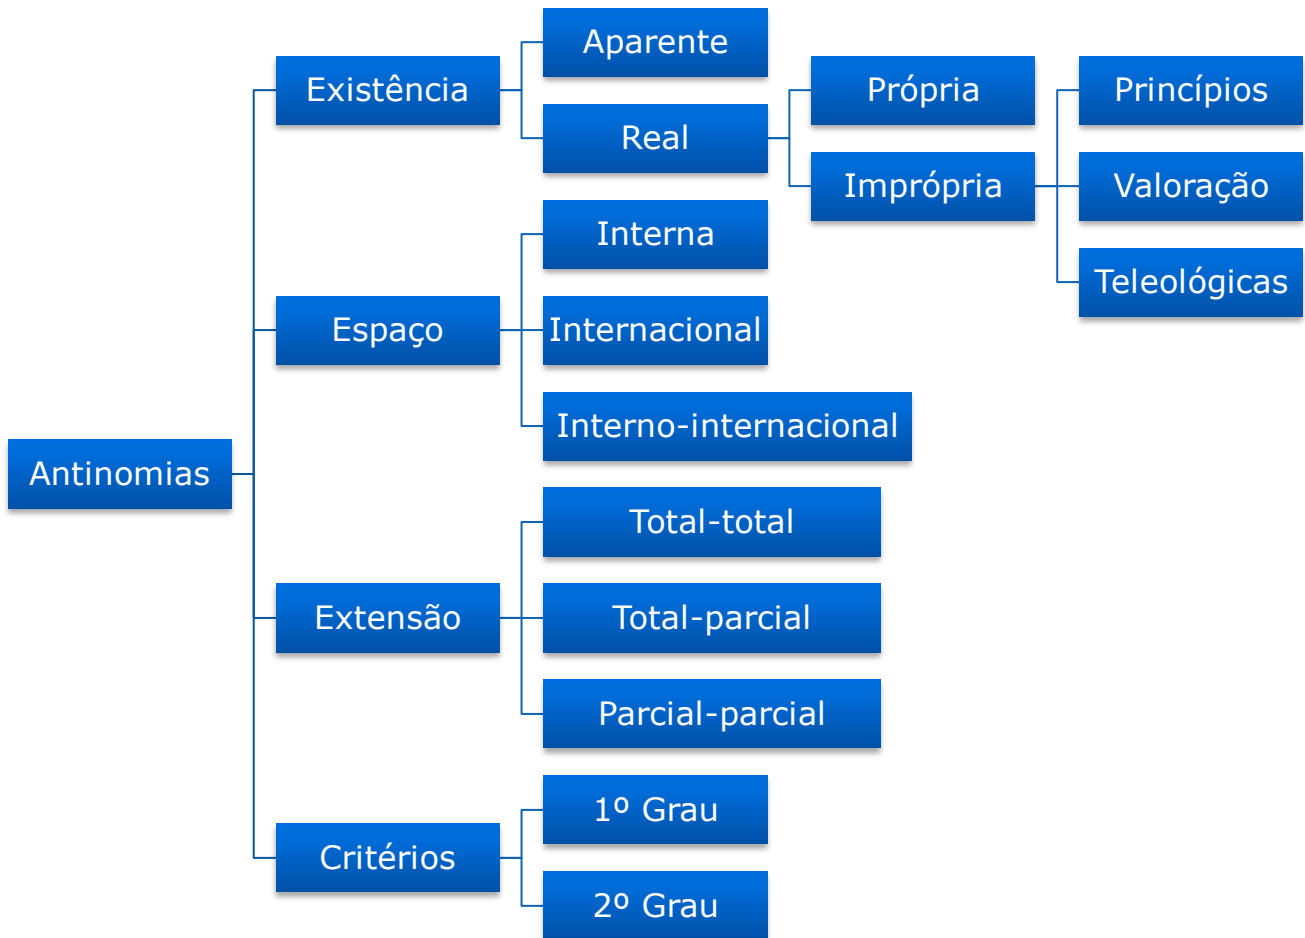 Antinomias
Existência
Aparente
Real
Própria
Imprópria
Princípios
Valoração
Teleológicas
Espaço
Interna
Internacional
Interno-internacional
Extensão
Total-total
Total-parcial
Parcial-parcial
Critérios
1º Grau
2º Grau